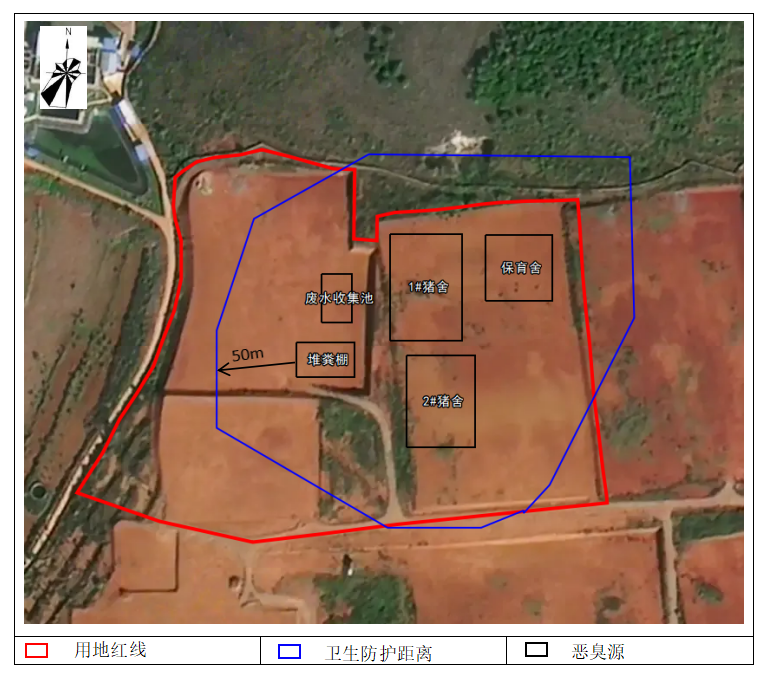 N
保育舍
1#猪舍
废水收集池
50m
堆粪棚
2#猪舍
用地红线
卫生防护距离
恶臭源